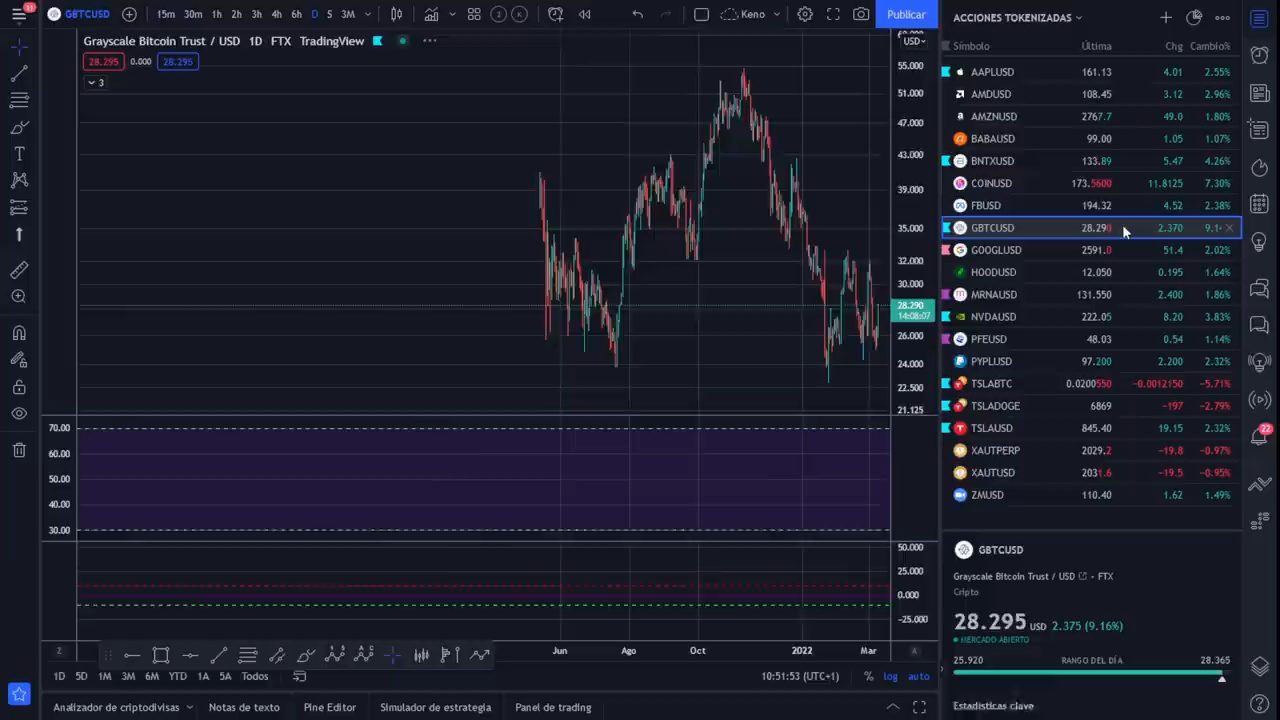 11
GBTCUSD
15m 30m 1h 2h 3h 4h 6h D S 3M
Keno
Publicar
ACCIONES TOKENIZADAS
Grayscale Bitcoin Trust / USD 1D FTX TradingView
USD
Símbolo Última Chg Cambio%
28.295 0.000 28.295
3
55.000
51.000
47.000
43.000
39.000
35.000
32.000
30.000
28.290
14:08:07
26.000
24.000
22.500
21.125
AAPLUSD 161.13 4.01 2.55%
AMDUSD 108.45 3.12 2.96%
AMZNUSD 2767.7 49.0 1.80%
BABAUSD 99.00 1.05 1.07%
BNTXUSD 133.89 5.47 4.26%
COINUSD 173.5600 11.8125 7.30%
FBUSD 194.32 4.52 2.38%
GBTCUSD 28.290 2.370
GOOGLUSD 2591.0 51.4 2.02%
HOODUSD 12.050 0.195 1.64%
MRNAUSD 131.550 2.400 1.86%
NVDAUSD 222.05 8.20 3.83%
PFEUSD 48.03 0.54 1.14%
PYPLUSD 97.200 2.200 2.32%
TSLABTC 0.0200550 −0.0012150 −5.71%
TSLADOGE 6869 −197 −2.79%
TSLAUSD 845.40 19.15 2.32%
XAUTPERP 2029.2 −19.8 −0.97%
XAUTUSD 2031.6 −19.5 −0.95%
ZMUSD 110.40 1.62 1.49%
22
70.00
60.00
50.00
40.00
30.00
50.000
25.000
0.000
−25.000
GBTCUSD
Grayscale Bitcoin Trust / USD • FTX
Cripto
28.295 USD 2.375 (9.16%)
MERCADO ABIERTO
25.920 RANGO DEL DÍA 28.365
Estadísticas clave
Z Jun Ago Oct 2022 Mar A
1D 5D 1M 3M 6M YTD 1A 5A Todos
10:51:53 (UTC+1) % log auto
Analizador de criptodivisas Notas de texto Pine Editor Simulador de estrategia Panel de trading